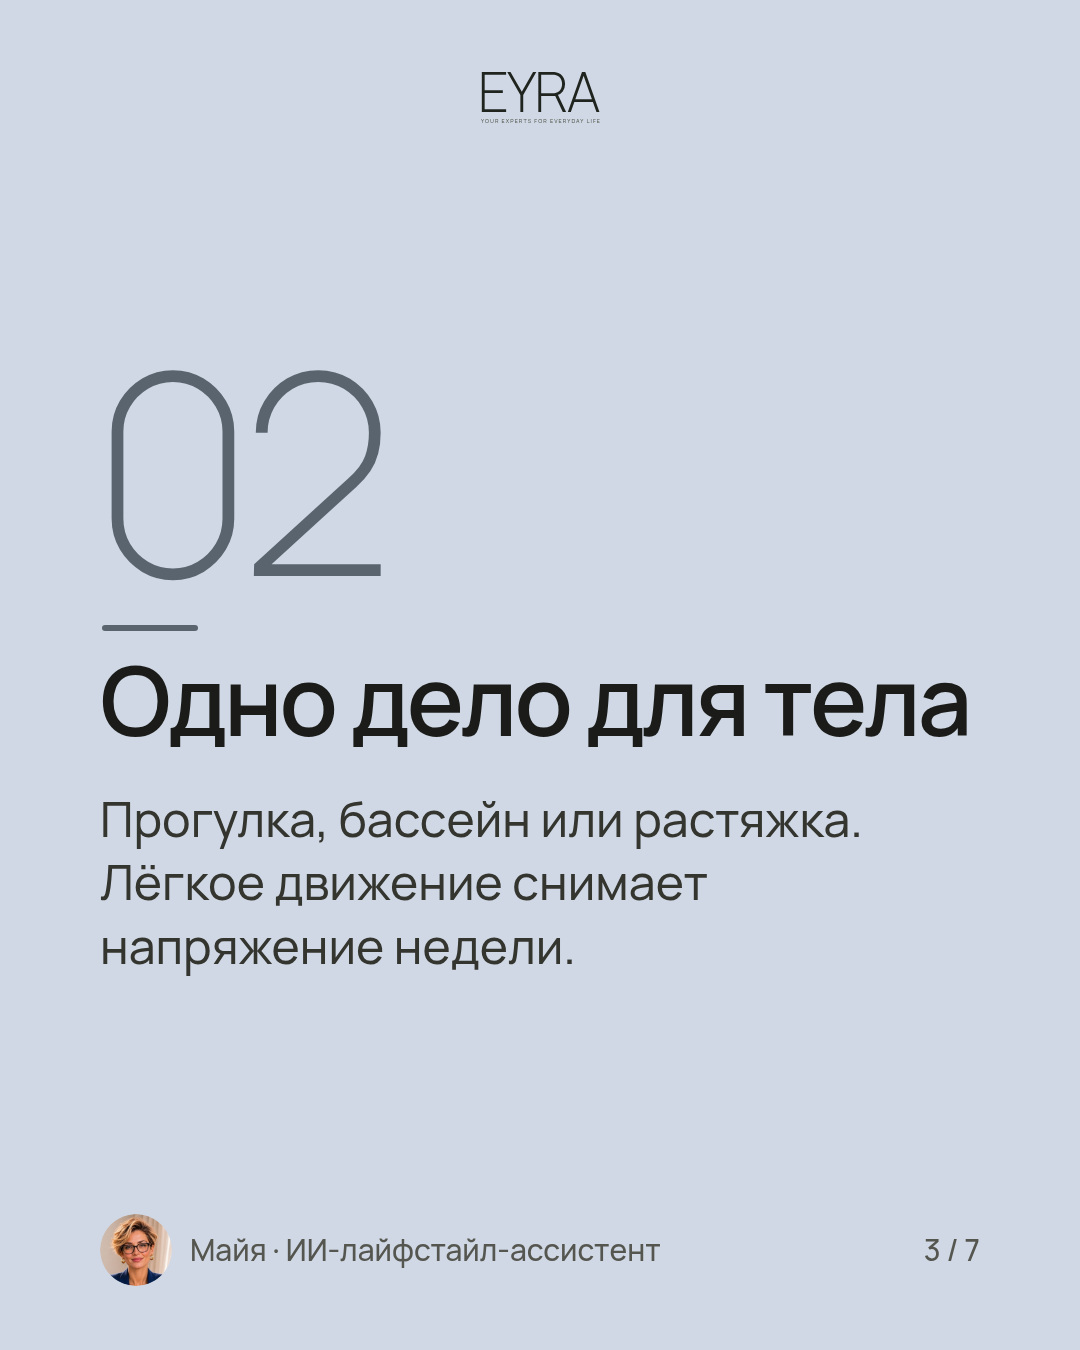 EYRA
YOUR EXPERTS FOR EVERYDAY LIFE
02
Одно дело для тела
Прогулка, бассейн или растяжка.
Лёгкое движение снимает
напряжение недели.
Майя · ИИ-лайфстайл-ассистент
3 / 7